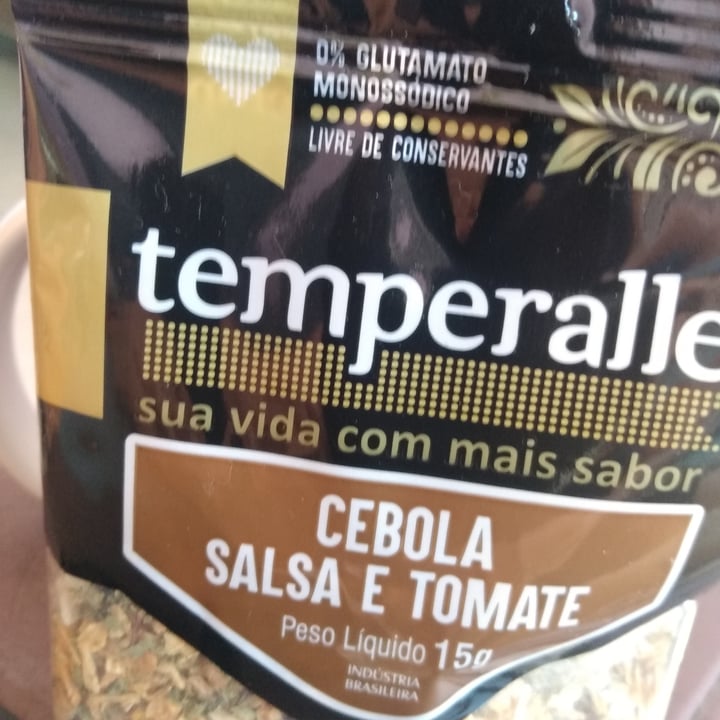 0% GLUTAMATO
MONOSSÓDICO
LIVRE DE CONSERVANTES
temperalle
sua vida com mais sabor
CEBOLA
SALSA E TOMATE
Peso Líquido 15g
INDÚSTRIA
BRASILEIRA